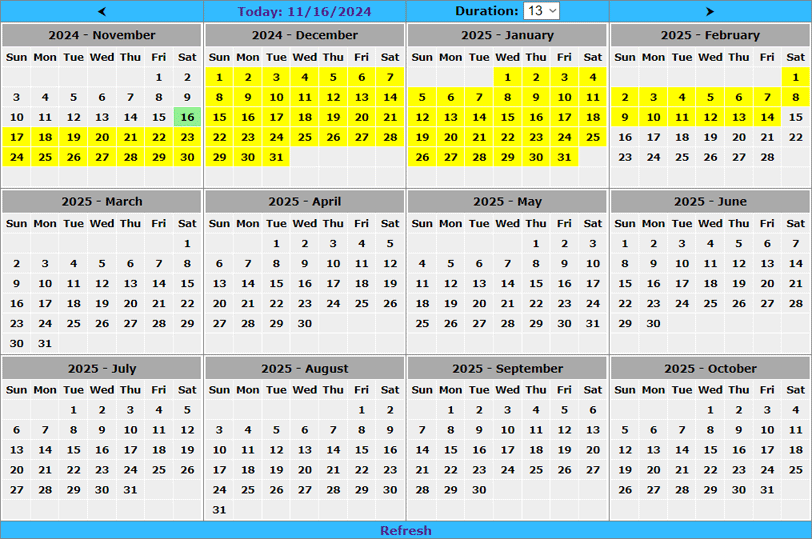 Today: 11/16/2024 Duration: 13
2024 - November 2024 - December 2025 - January 2025 - February
Sun Mon Tue Wed Thu Fri Sat Sun Mon Tue Wed Thu Fri Sat Sun Mon Tue Wed Thu Fri Sat Sun Mon Tue Wed Thu Fri Sat
1 2 1 2 3 4 5 6 7 1 2 3 4 1
3 4 5 6 7 8 9 8 9 10 11 12 13 14 5 6 7 8 9 10 11 2 3 4 5 6 7 8
10 11 12 13 14 15 16 15 16 17 18 19 20 21 12 13 14 15 16 17 18 9 10 11 12 13 14 15
17 18 19 20 21 22 23 22 23 24 25 26 27 28 19 20 21 22 23 24 25 16 17 18 19 20 21 22
24 25 26 27 28 29 30 29 30 31 26 27 28 29 30 31 23 24 25 26 27 28
2025 - March 2025 - April 2025 - May 2025 - June
Sun Mon Tue Wed Thu Fri Sat Sun Mon Tue Wed Thu Fri Sat Sun Mon Tue Wed Thu Fri Sat Sun Mon Tue Wed Thu Fri Sat
1 1 2 3 4 5 1 2 3 1 2 3 4 5 6 7
2 3 4 5 6 7 8 6 7 8 9 10 11 12 4 5 6 7 8 9 10 8 9 10 11 12 13 14
9 10 11 12 13 14 15 13 14 15 16 17 18 19 11 12 13 14 15 16 17 15 16 17 18 19 20 21
16 17 18 19 20 21 22 20 21 22 23 24 25 26 18 19 20 21 22 23 24 22 23 24 25 26 27 28
23 24 25 26 27 28 29 27 28 29 30 25 26 27 28 29 30 31 29 30
30 31
2025 - July 2025 - August 2025 - September 2025 - October
Sun Mon Tue Wed Thu Fri Sat Sun Mon Tue Wed Thu Fri Sat Sun Mon Tue Wed Thu Fri Sat Sun Mon Tue Wed Thu Fri Sat
1 2 3 4 5 1 2 1 2 3 4 5 6 1 2 3 4
6 7 8 9 10 11 12 3 4 5 6 7 8 9 7 8 9 10 11 12 13 5 6 7 8 9 10 11
13 14 15 16 17 18 19 10 11 12 13 14 15 16 14 15 16 17 18 19 20 12 13 14 15 16 17 18
20 21 22 23 24 25 26 17 18 19 20 21 22 23 21 22 23 24 25 26 27 19 20 21 22 23 24 25
27 28 29 30 31 24 25 26 27 28 29 30 28 29 30 26 27 28 29 30 31
31
Refresh